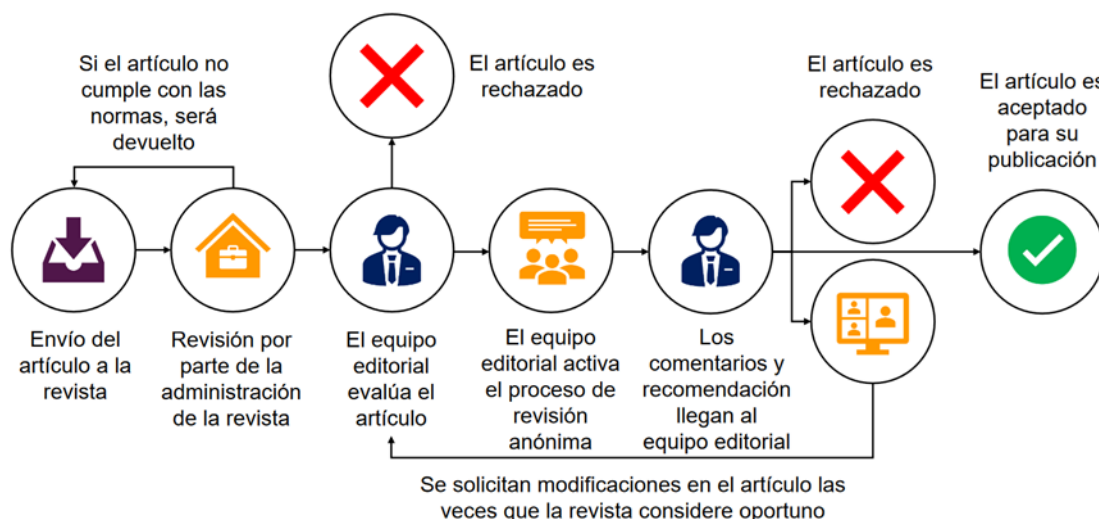 Si el artículo no
cumple con las
normas, será
devuelto
El artículo es
rechazado
El artículo es
rechazado
El artículo es
aceptado
para su
publicación
Envío del
artículo a la
revista
Revisión por
parte de la
administración
de la revista
El equipo
editorial
evalúa el
artículo
El equipo
editorial activa
el proceso de
revisión
anónima
Los
comentarios y
recomendación
llegan al
equipo editorial
Se solicitan modificaciones en el artículo las
veces que la revista considere oportuno